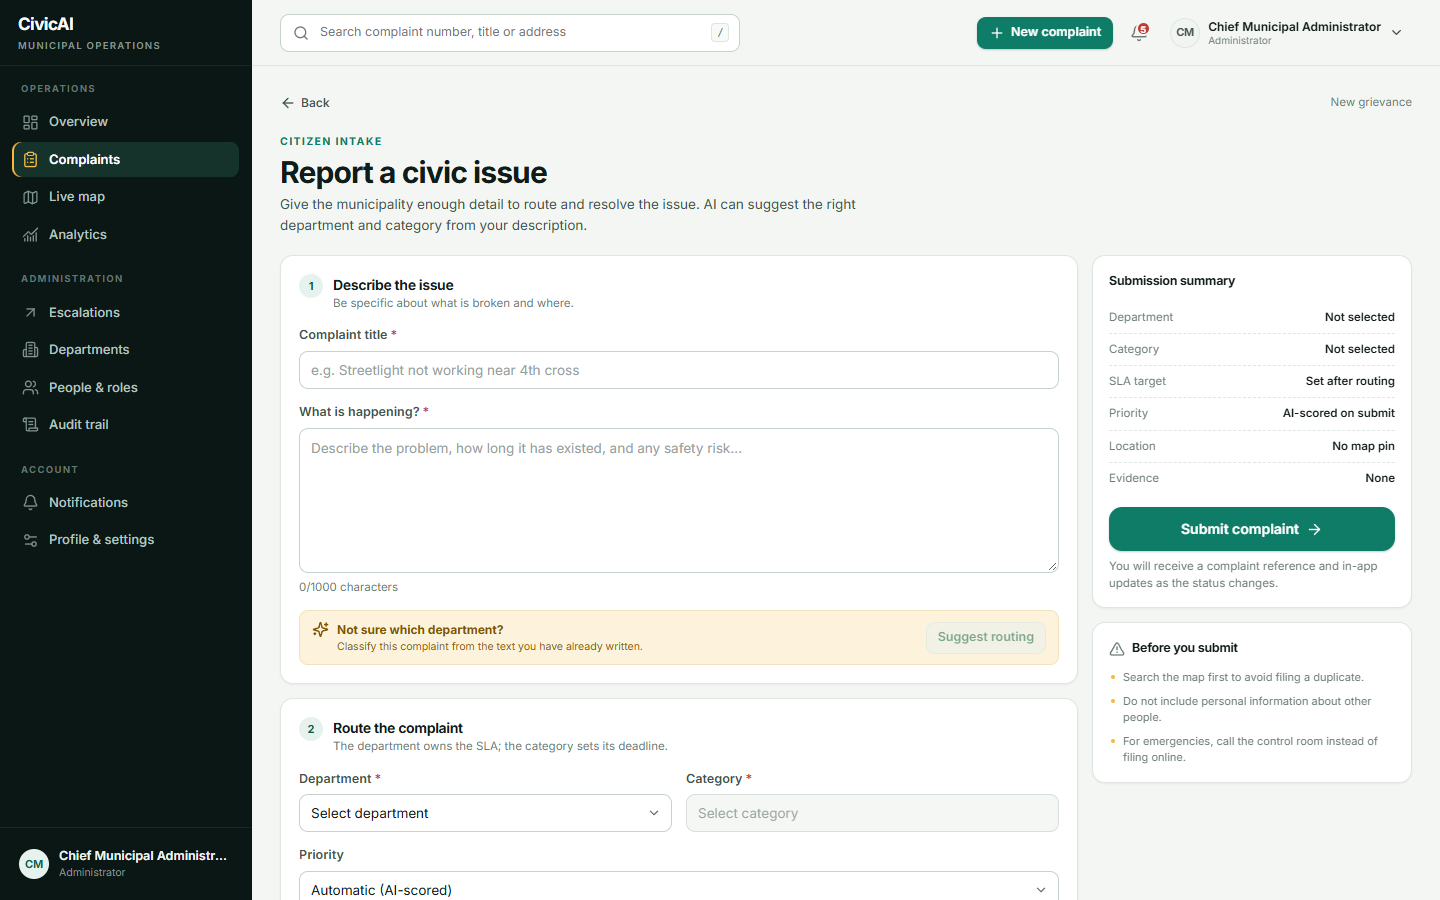 CivicAI
MUNICIPAL OPERATIONS
OPERATIONS
Overview
Complaints
Live map
Analytics
ADMINISTRATION
Escalations
Departments
People & roles
Audit trail
ACCOUNT
Notifications
Profile & settings
CM
Chief Municipal Administr...
Administrator
Search complaint number, title or address
/
New complaint
5
CM
Chief Municipal Administrator
Administrator
Back
New grievance
CITIZEN INTAKE
Report a civic issue
Give the municipality enough detail to route and resolve the issue. AI can suggest the right
department and category from your description.
1
Describe the issue
Be specific about what is broken and where.
Complaint title *
e.g. Streetlight not working near 4th cross
What is happening? *
Describe the problem, how long it has existed, and any safety risk...
0/1000 characters
Not sure which department?
Classify this complaint from the text you have already written.
Suggest routing
2
Route the complaint
The department owns the SLA; the category sets its deadline.
Department *
Select department
Category *
Select category
Priority
Automatic (AI-scored)
Submission summary
Department Not selected
Category Not selected
SLA target Set after routing
Priority AI-scored on submit
Location No map pin
Evidence None
Submit complaint
You will receive a complaint reference and in-app
updates as the status changes.
Before you submit
Search the map first to avoid filing a duplicate.
Do not include personal information about other
people.
For emergencies, call the control room instead of
filing online.